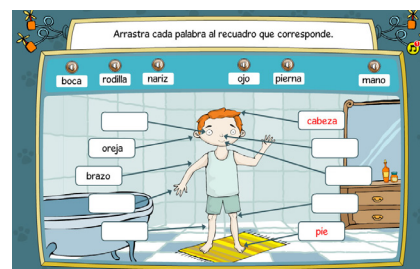 Arrastra cada palabra al recuadro que corresponde.
boca rodilla nariz ojo pierna mano
cabeza
oreja
brazo
pie